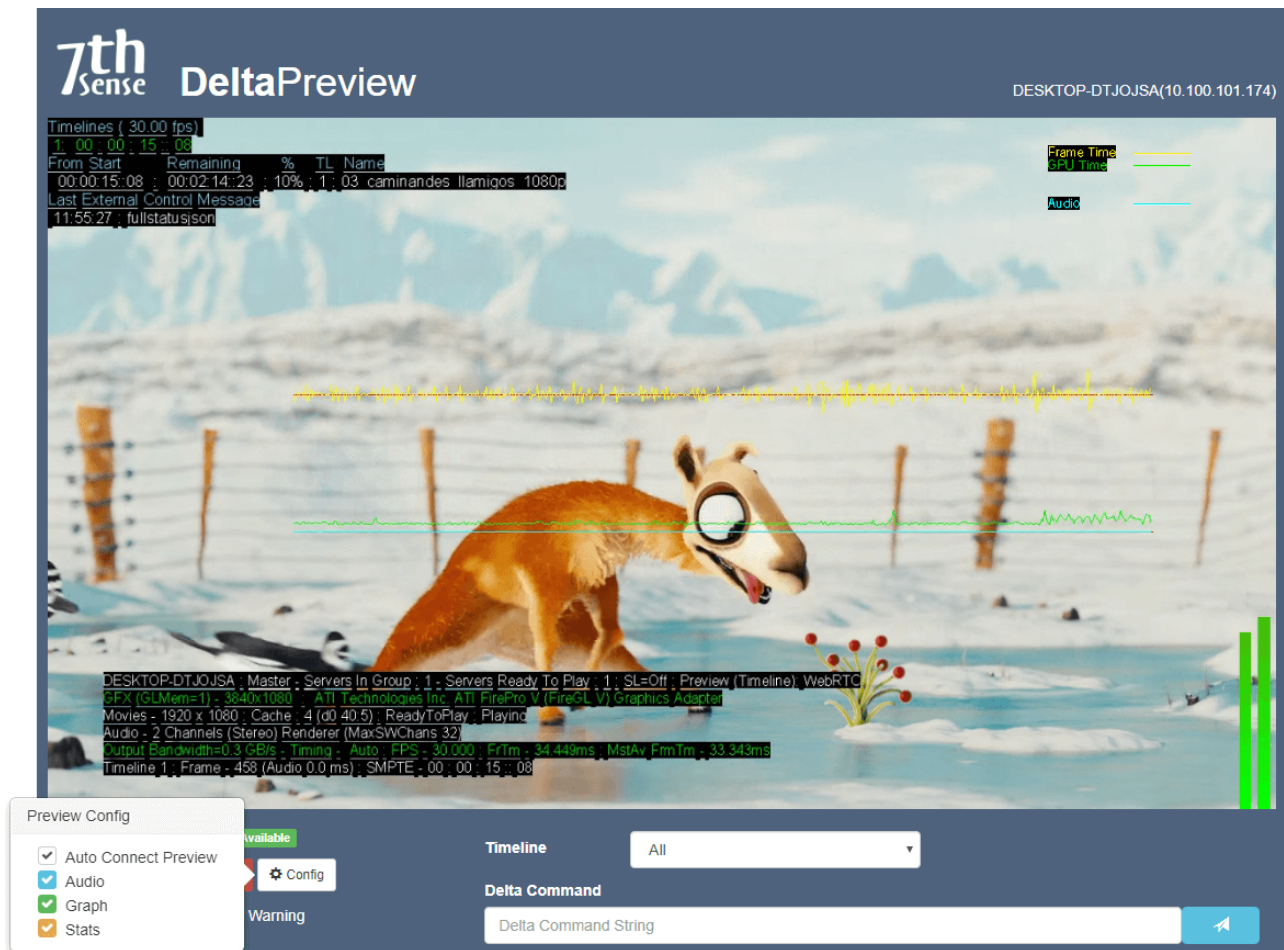 7th
sense
DeltaPreview
DESKTOP-DTJOJSA(10.100.101.174)
Timelines ( 30.00 fps)
1: 00 : 00 : 15 :: 08
From Start Remaining % TL Name
00:00:15::08 : 00:02:14::23 : 10% : 1 : 03_caminandes_llamigos_1080p
Last External Control Message
11:55:27 : fullstatusjson
Frame Time
GPU Time
Audio
DESKTOP-DTJOJSA : Master - Servers In Group : 1 - Servers Ready To Play : 1 : SL=Off : Preview (Timeline): WebRTC
GFX (GLMem=1) - 3840x1080 : ATI Technologies Inc. ATI FirePro V (FireGL V) Graphics Adapter
Movies - 1920 x 1080 : Cache : 4 (d0 40:5) : ReadyToPlay : Playing
Audio - 2 Channels (Stereo) Renderer (MaxSWChans 32)
Output Bandwidth=0.3 GB/s - Timing - Auto : FPS - 30.000 : FrTm - 34.449ms : MstAv FrmTm - 33.343ms
Timeline 1 : Frame - 458 (Audio 0.0 ms) : SMPTE - 00 : 00 : 15 :: 08
Preview Config
Auto Connect Preview
Audio
Graph
Stats
Available
Config
Warning
Timeline
All
Delta Command
Delta Command String